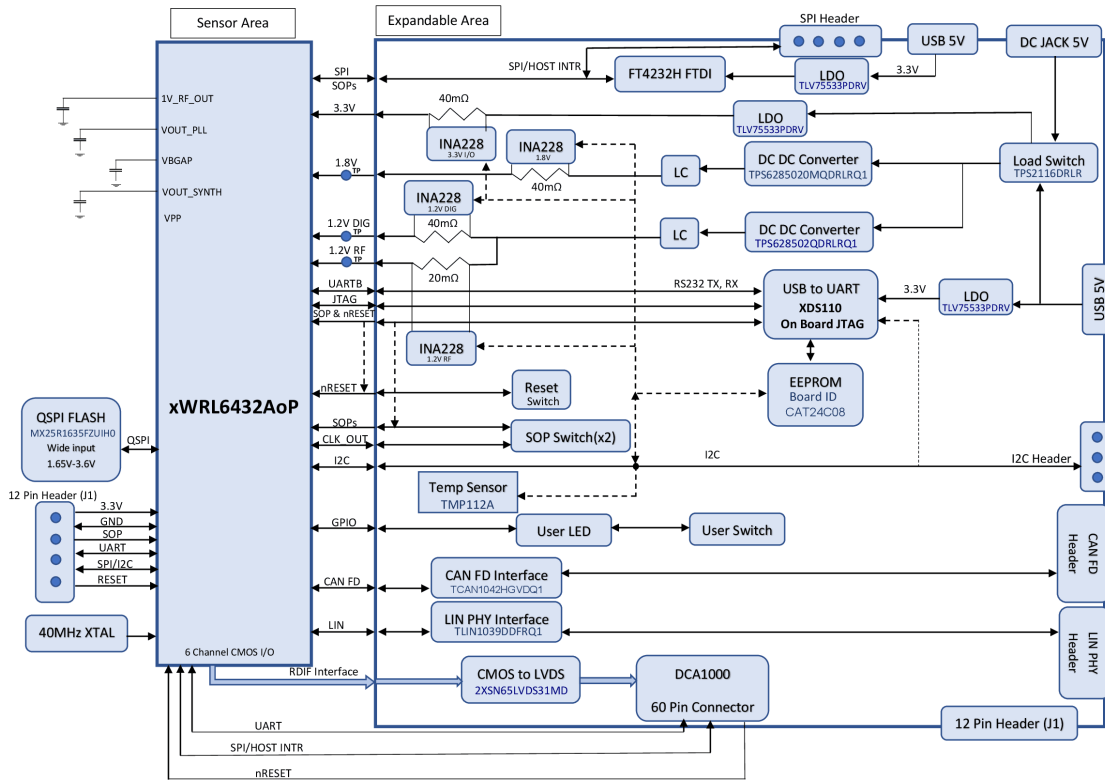 Sensor Area
Expandable Area
SPI Header
USB 5V
DC JACK 5V
SPI
SOPs
SPI/HOST INTR
FT4232H FTDI
LDO
TLV75533PDRV
3.3V
1V_RF_OUT
VOUT_PLL
VBGAP
VOUT_SYNTH
VPP
3.3V
40mΩ
INA228
3.3V I/O
INA228
1.8V
LDO
TLV75533PDRV
1.8V
TP
40mΩ
LC
DC DC Converter
TPS6285020MQDRLRQ1
Load Switch
TPS2116DRLR
INA228
1.2V DIG
1.2V DIG
TP
40mΩ
LC
DC DC Converter
TPS628502QDRLRQ1
1.2V RF
TP
20mΩ
UARTB
RS232 TX, RX
JTAG
SOP & nRESET
USB to UART
XDS110
On Board JTAG
3.3V
LDO
TLV75533PDRV
USB 5V
INA228
1.2V RF
EEPROM
Board ID
CAT24C08
nRESET
Reset
Switch
xWRL6432AoP
SOPs
CLK_OUT
SOP Switch(x2)
QSPI FLASH
MX25R1635FZUIH0
Wide input
1.65V-3.6V
QSPI
I2C
I2C
I2C Header
Temp Sensor
TMP112A
12 Pin Header (J1)
3.3V
GND
SOP
UART
SPI/I2C
RESET
GPIO
User LED
User Switch
CAN FD
Header
CAN FD
CAN FD Interface
TCAN1042HGVDQ1
LIN
LIN PHY Interface
TLIN1039DDFRQ1
LIN PHY
Header
40MHz XTAL
6 Channel CMOS I/O
RDIF Interface
CMOS to LVDS
2XSN65LVDS31MD
DCA1000
60 Pin Connector
12 Pin Header (J1)
UART
SPI/HOST INTR
nRESET